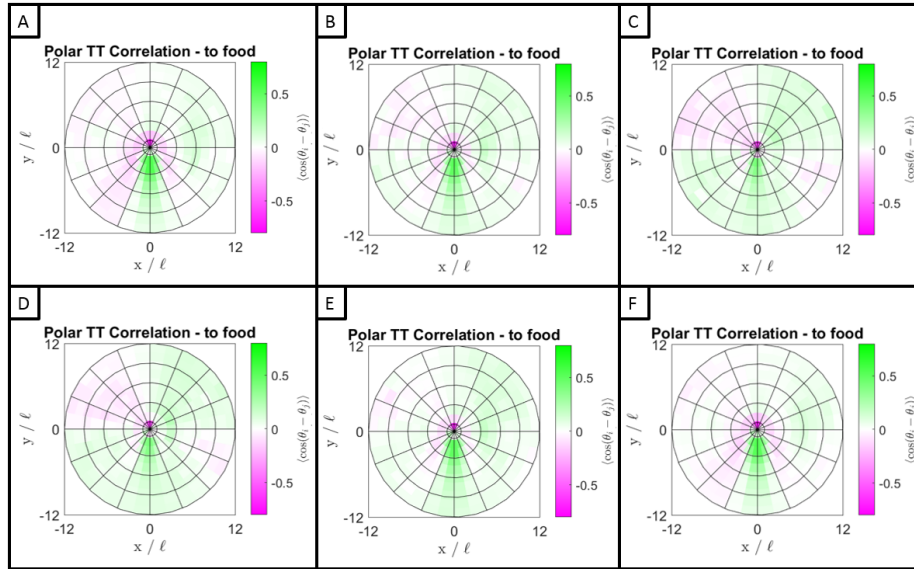 A
Polar TT Correlation - to food
12
0
-12
y / ℓ
-12
0
12
x / ℓ
0.5
0
-0.5
⟨cos(θi − θj)⟩
B
Polar TT Correlation - to food
12
0
-12
y / ℓ
-12
0
12
x / ℓ
0.5
0
-0.5
⟨cos(θi − θj)⟩
C
Polar TT Correlation - to food
12
0
-12
y / ℓ
-12
0
12
x / ℓ
0.5
0
-0.5
⟨cos(θi − θj)⟩
D
Polar TT Correlation - to food
12
0
-12
y / ℓ
-12
0
12
x / ℓ
0.5
0
-0.5
⟨cos(θi − θj)⟩
E
Polar TT Correlation - to food
12
0
-12
y / ℓ
-12
0
12
x / ℓ
0.5
0
-0.5
⟨cos(θi − θj)⟩
F
Polar TT Correlation - to food
12
0
-12
y / ℓ
-12
0
12
x / ℓ
0.5
0
-0.5
⟨cos(θi − θj)⟩